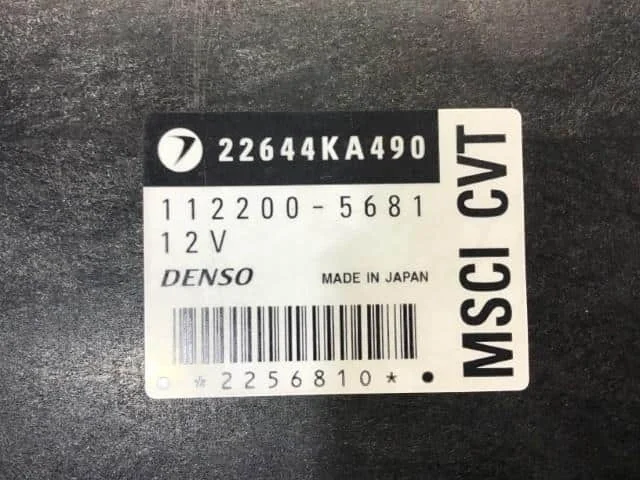 22644KA490
112200-5681
12V
DENSO MADE IN JAPAN
*2256810*
MSCI CVT